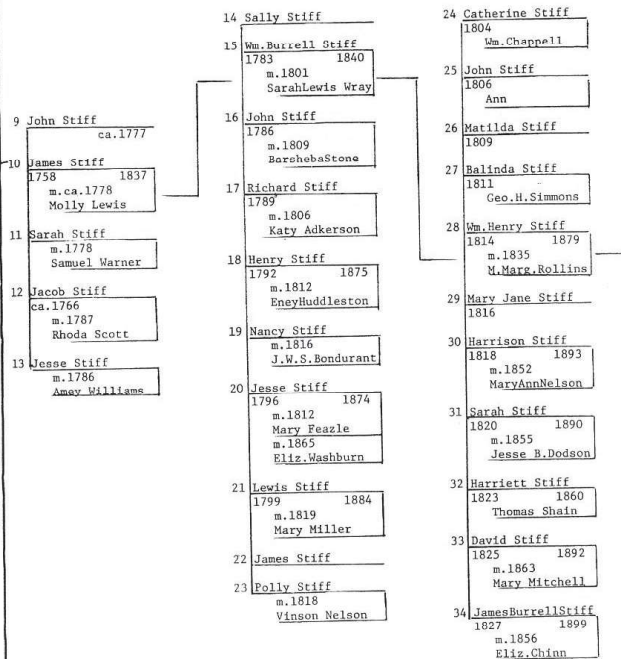 9 John Stiff
ca.1777
10 James Stiff
1758 1837
m.ca.1778
Molly Lewis
11 Sarah Stiff
m.1778
Samuel Warner
12 Jacob Stiff
ca.1766
m.1787
Rhoda Scott
13 Jesse Stiff
m.1786
Amey Williams
14 Sally Stiff
15 Wm.Burrell Stiff
1783 1840
m.1801
SarahLewis Wray
16 John Stiff
1786
m.1809
BarshebaStone
17 Richard Stiff
1789
m.1806
Katy Adkerson
18 Henry Stiff
1792 1875
m.1812
EneyHuddleston
19 Nancy Stiff
m.1816
J.W.S.Bondurant
20 Jesse Stiff
1796 1874
m.1812
Mary Feazle
m.1865
Eliz.Washburn
21 Lewis Stiff
1799 1884
m.1819
Mary Miller
22 James Stiff
23 Polly Stiff
m.1818
Vinson Nelson
24 Catherine Stiff
1804
Wm.Chappell
25 John Stiff
1806
Ann
26 Matilda Stiff
1809
27 Balinda Stiff
1811
Geo.H.Simmons
28 Wm.Henry Stiff
1814 1879
m.1835
M.Marg.Rollins
29 Mary Jane Stiff
1816
30 Harrison Stiff
1818 1893
m.1852
MaryAnnNelson
31 Sarah Stiff
1820 1890
m.1855
Jesse B.Dodson
32 Harriett Stiff
1823 1860
Thomas Shain
33 David Stiff
1825 1892
m.1863
Mary Mitchell
34 JamesBurrellStiff
1827 1899
m.1856
Eliz.Chinn